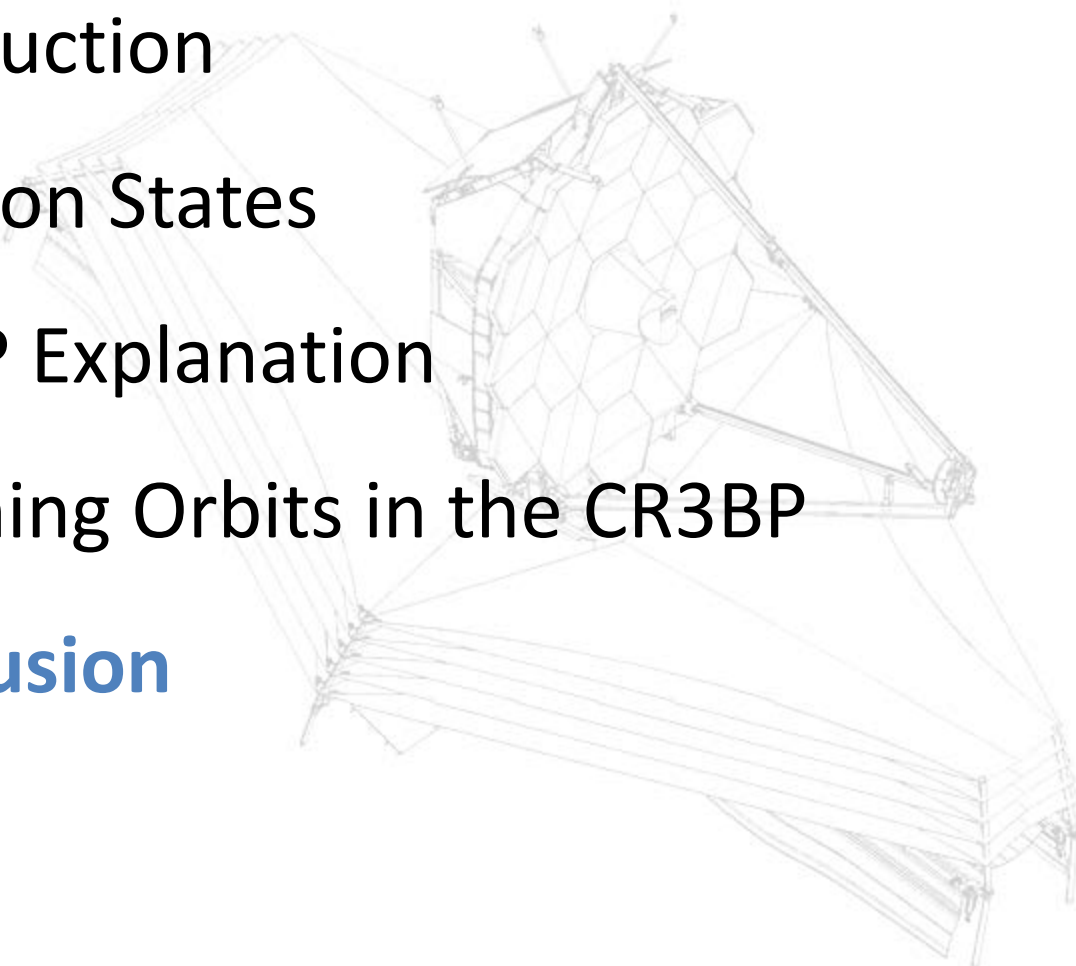 uction
on States
P Explanation
ning Orbits in the CR3BP
usion